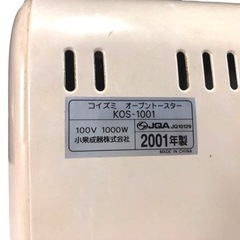 コイズミ オーブントースター
KOS-1001
100V 1000W
小泉成器株式会社
JQA JQ10129
2001年製
MADE IN CHINA